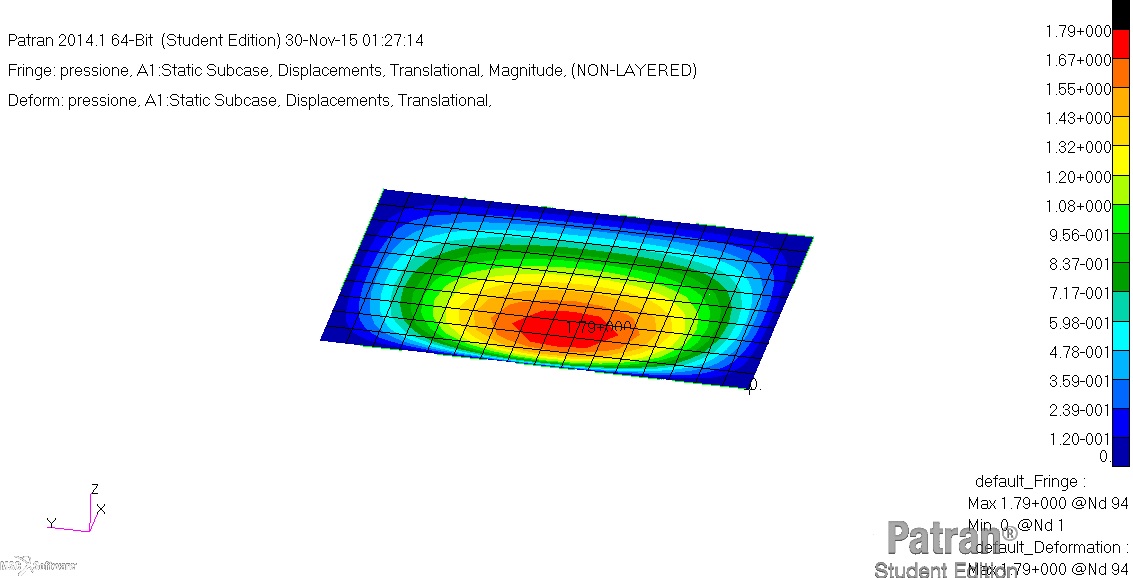 Patran 2014.1 64-Bit (Student Edition) 30-Nov-15 01:27:14
Fringe: pressione, A1:Static Subcase, Displacements, Translational, Magnitude, (NON-LAYERED)
Deform: pressione, A1:Static Subcase, Displacements, Translational,
1.79+000
1.67+000
1.55+000
1.43+000
1.32+000
1.20+000
1.08+000
9.56-001
8.37-001
7.17-001
5.98-001
4.78-001
3.59-001
2.39-001
1.20-001
0.
1.79+000
0.
Z
X
Y
default_Fringe :
Max 1.79+000 @Nd 94
Min 0. @Nd 1
default_Deformation :
Max 1.79+000 @Nd 94
Patran®
Student Edition
Software